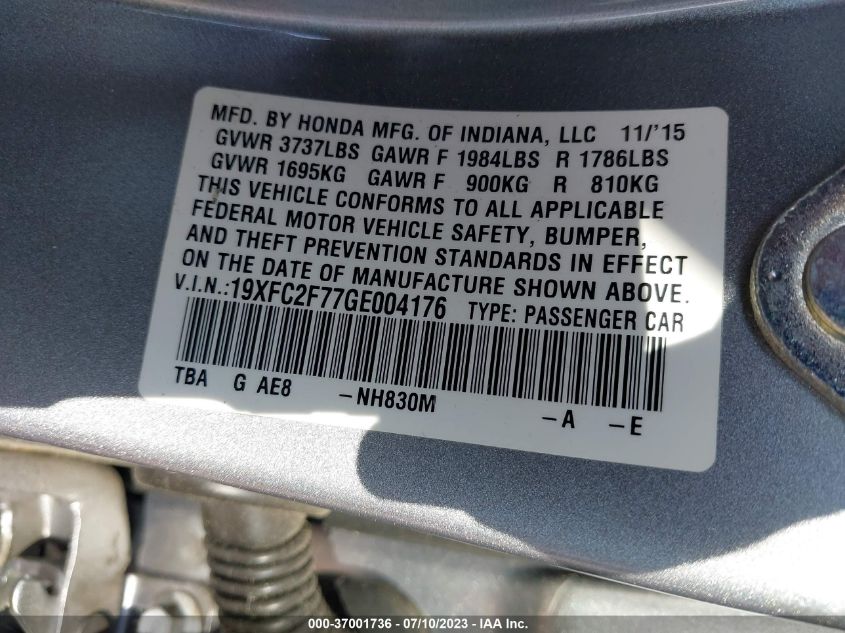 MFD. BY HONDA MFG. OF INDIANA, LLC 11/'15
GVWR 3737LBS GAWR F 1984LBS R 1786LBS
GVWR 1695KG GAWR F 900KG R 810KG
THIS VEHICLE CONFORMS TO ALL APPLICABLE
FEDERAL MOTOR VEHICLE SAFETY, BUMPER,
AND THEFT PREVENTION STANDARDS IN EFFECT
ON THE DATE OF MANUFACTURE SHOWN ABOVE.
V.I.N.:19XFC2F77GE004176 TYPE: PASSENGER CAR
TBA G AE8 -NH830M -A -E
000-37001736 - 07/10/2023 - IAA Inc.